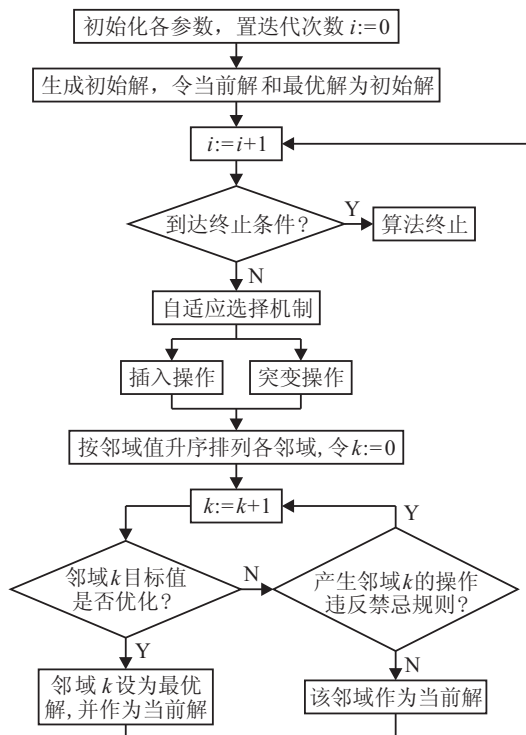 初始化各参数，置迭代次数 i:=0
生成初始解，令当前解和最优解为初始解
i:=i+1
到达终止条件?
Y
算法终止
N
自适应选择机制
插入操作
突变操作
按邻域值升序排列各邻域,令k:=0
k:=k+1
Y
邻域k目标值
是否优化?
N
产生邻域k的操作
违反禁忌规则?
Y
N
邻域k设为最优
解,并作为当前解
该邻域作为当前解